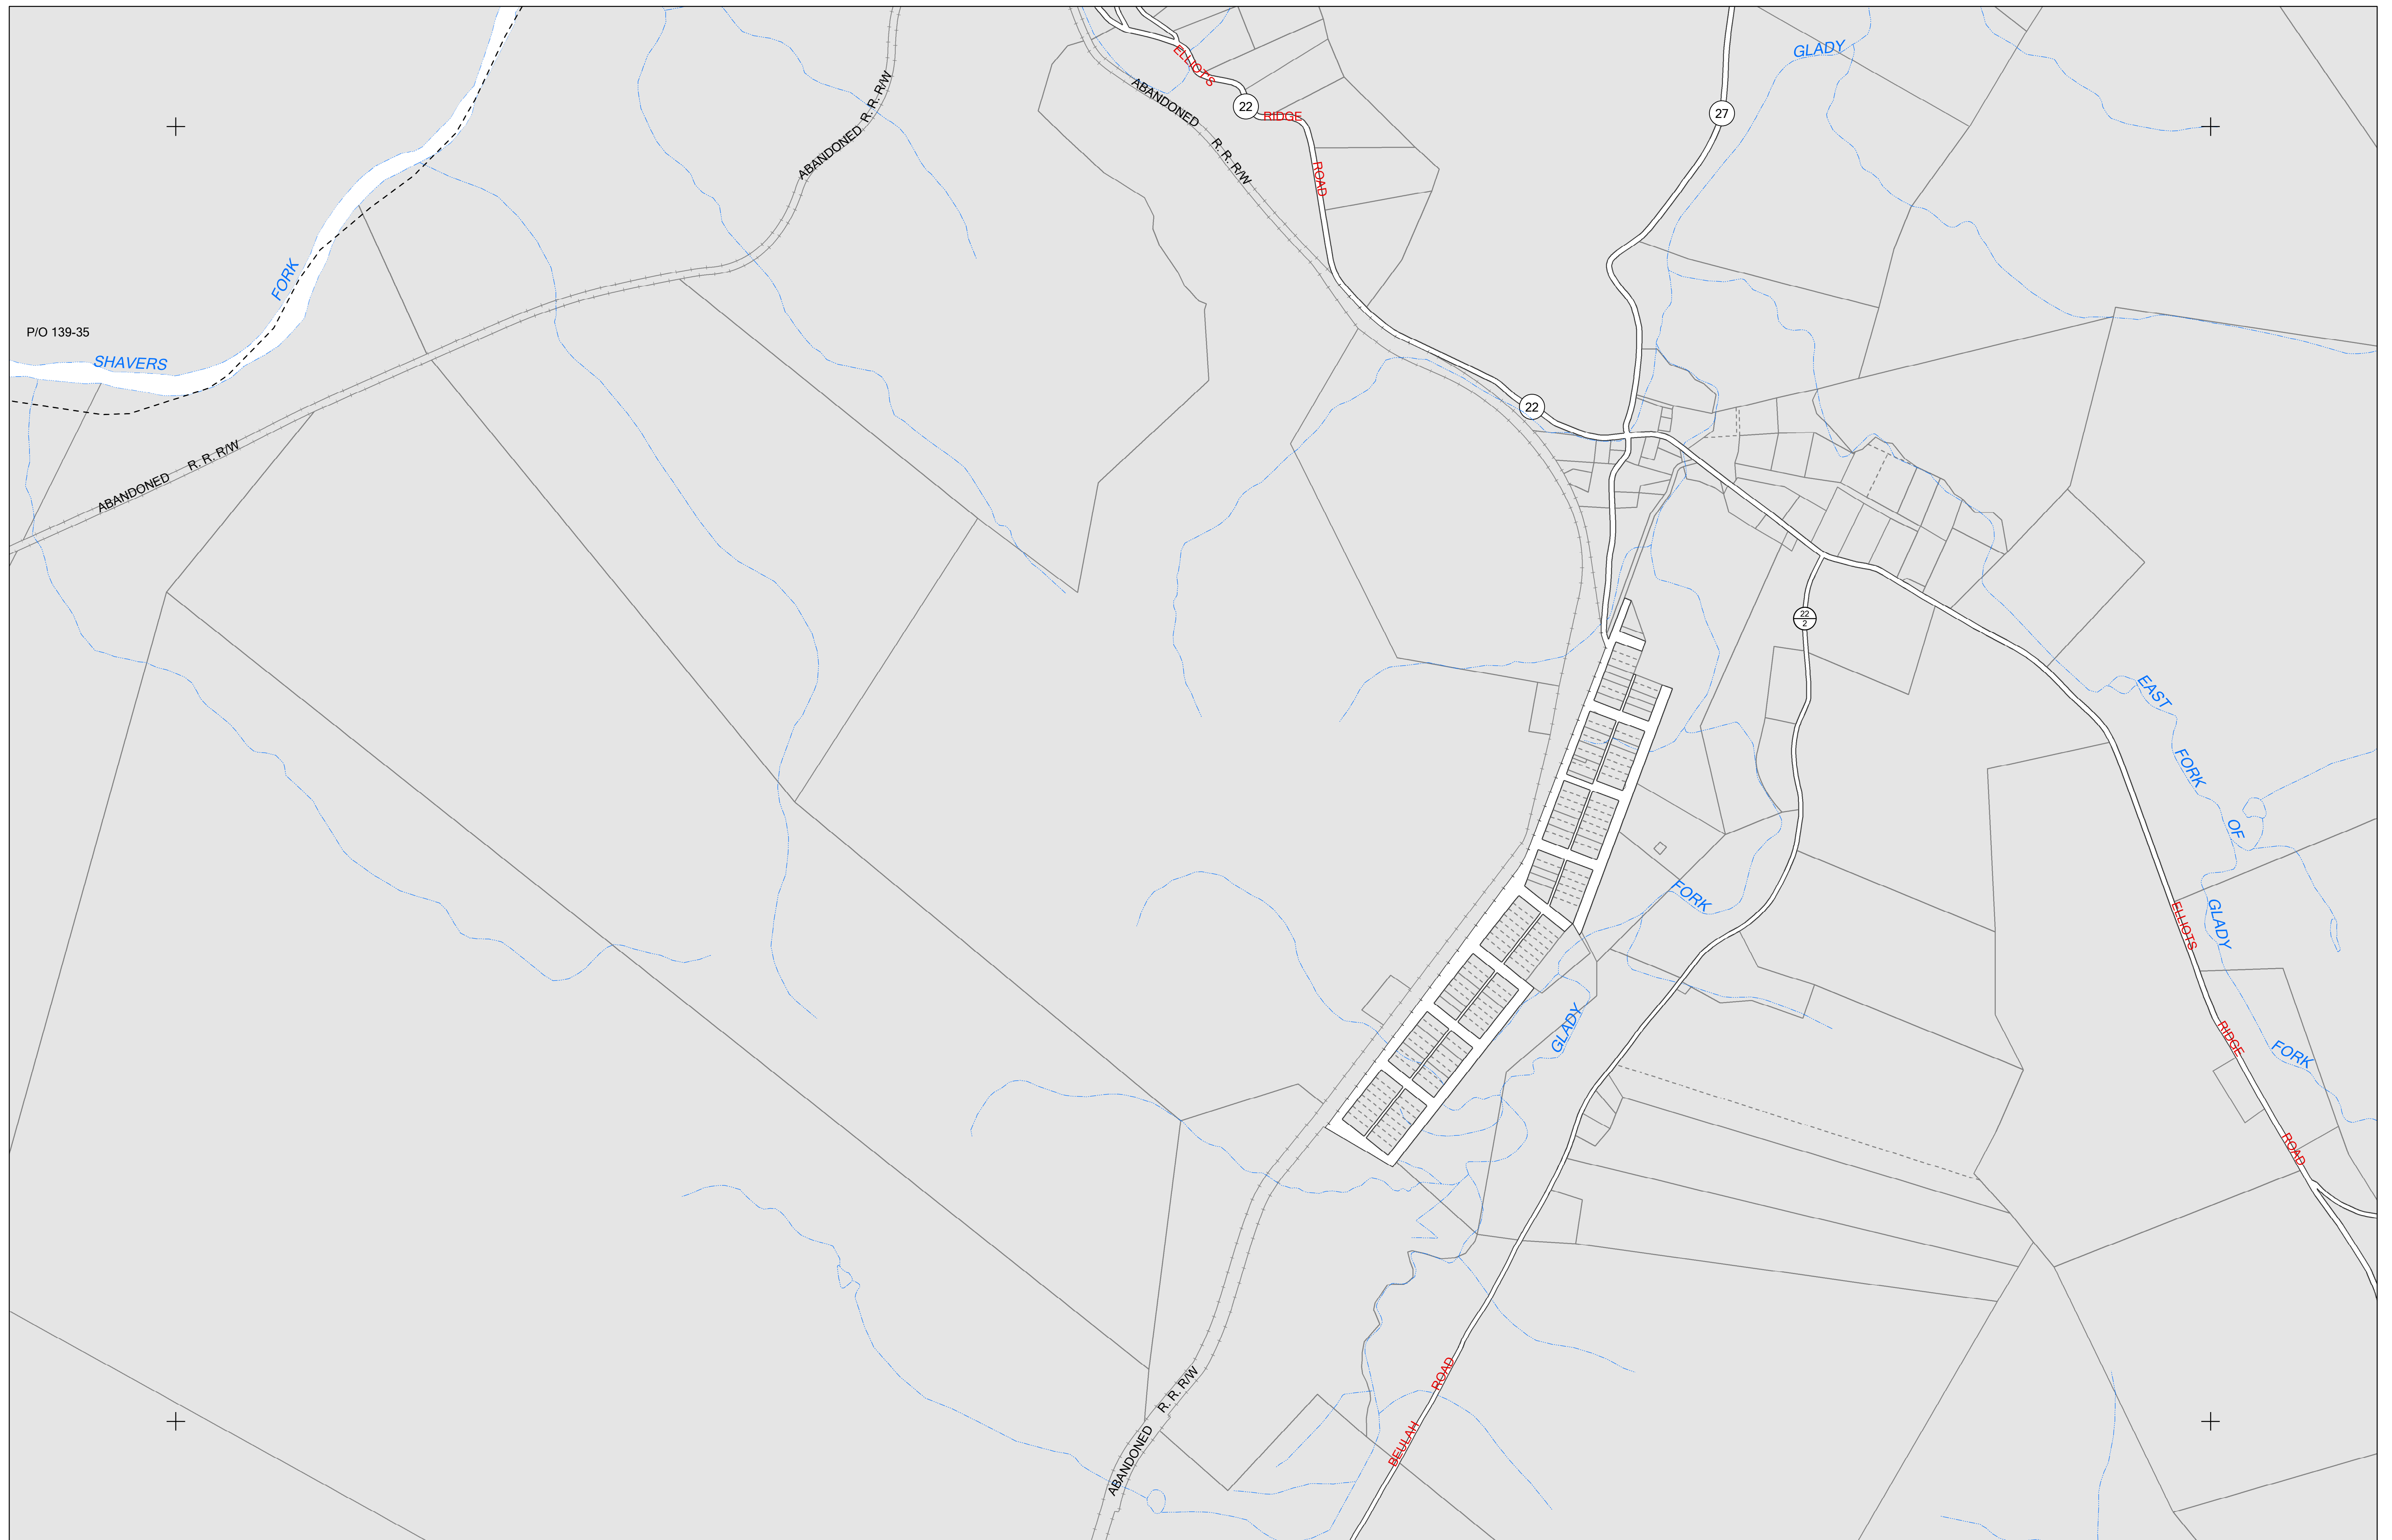 GLADY
ELLIOTS
22
RIDGE
ROAD
ABANDONED R. R. R/W
ABANDONED R. R. R/W
27
FORK
P/O 139-35
SHAVERS
22
ABANDONED R. R. R/W
22
2
EAST
FORK
OF
GLADY
FORK
FORK
GLADY
ELLIOTS
RIDGE
ROAD
ABANDONED R. R. R/W
BEULAH ROAD